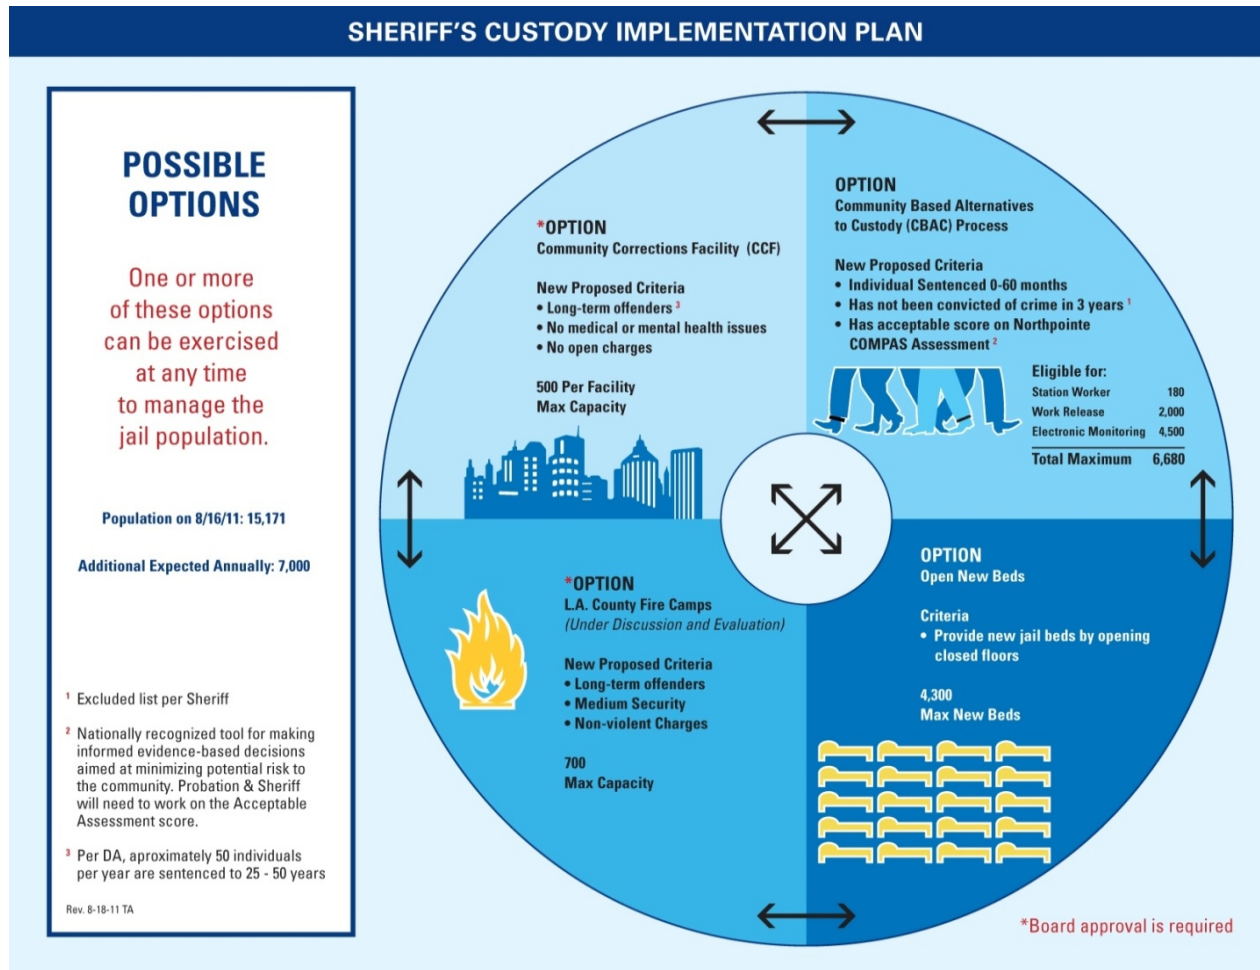 SHERIFF'S CUSTODY IMPLEMENTATION PLAN
POSSIBLE
OPTIONS
One or more
of these options
can be exercised
at any time
to manage the
jail population.
Population on 8/16/11: 15,171
Additional Expected Annually: 7,000
¹ Excluded list per Sheriff
² Nationally recognized tool for making
informed evidence-based decisions
aimed at minimizing potential risk to
the community. Probation & Sheriff
will need to work on the Acceptable
Assessment score.
³ Per DA, aproximately 50 individuals
per year are sentenced to 25 - 50 years
Rev. 8-18-11 TA
*OPTION
Community Corrections Facility (CCF)
New Proposed Criteria
• Long-term offenders ³
• No medical or mental health issues
• No open charges
500 Per Facility
Max Capacity
OPTION
Community Based Alternatives
to Custody (CBAC) Process
New Proposed Criteria
• Individual Sentenced 0-60 months
• Has not been convicted of crime in 3 years ¹
• Has acceptable score on Northpointe
COMPAS Assessment ²
Eligible for:
Station Worker 180
Work Release 2,000
Electronic Monitoring 4,500
Total Maximum 6,680
*OPTION
L.A. County Fire Camps
(Under Discussion and Evaluation)
New Proposed Criteria
• Long-term offenders
• Medium Security
• Non-violent Charges
700
Max Capacity
OPTION
Open New Beds
Criteria
• Provide new jail beds by opening
closed floors
4,300
Max New Beds
*Board approval is required